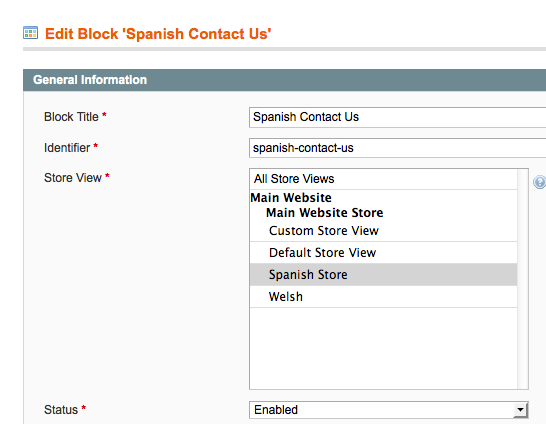 Edit Block 'Spanish Contact Us'
General Information
Block Title *
Spanish Contact Us
Identifier *
spanish-contact-us
Store View *
All Store Views
Main Website
Main Website Store
Custom Store View
Default Store View
Spanish Store
Welsh
Status *
Enabled